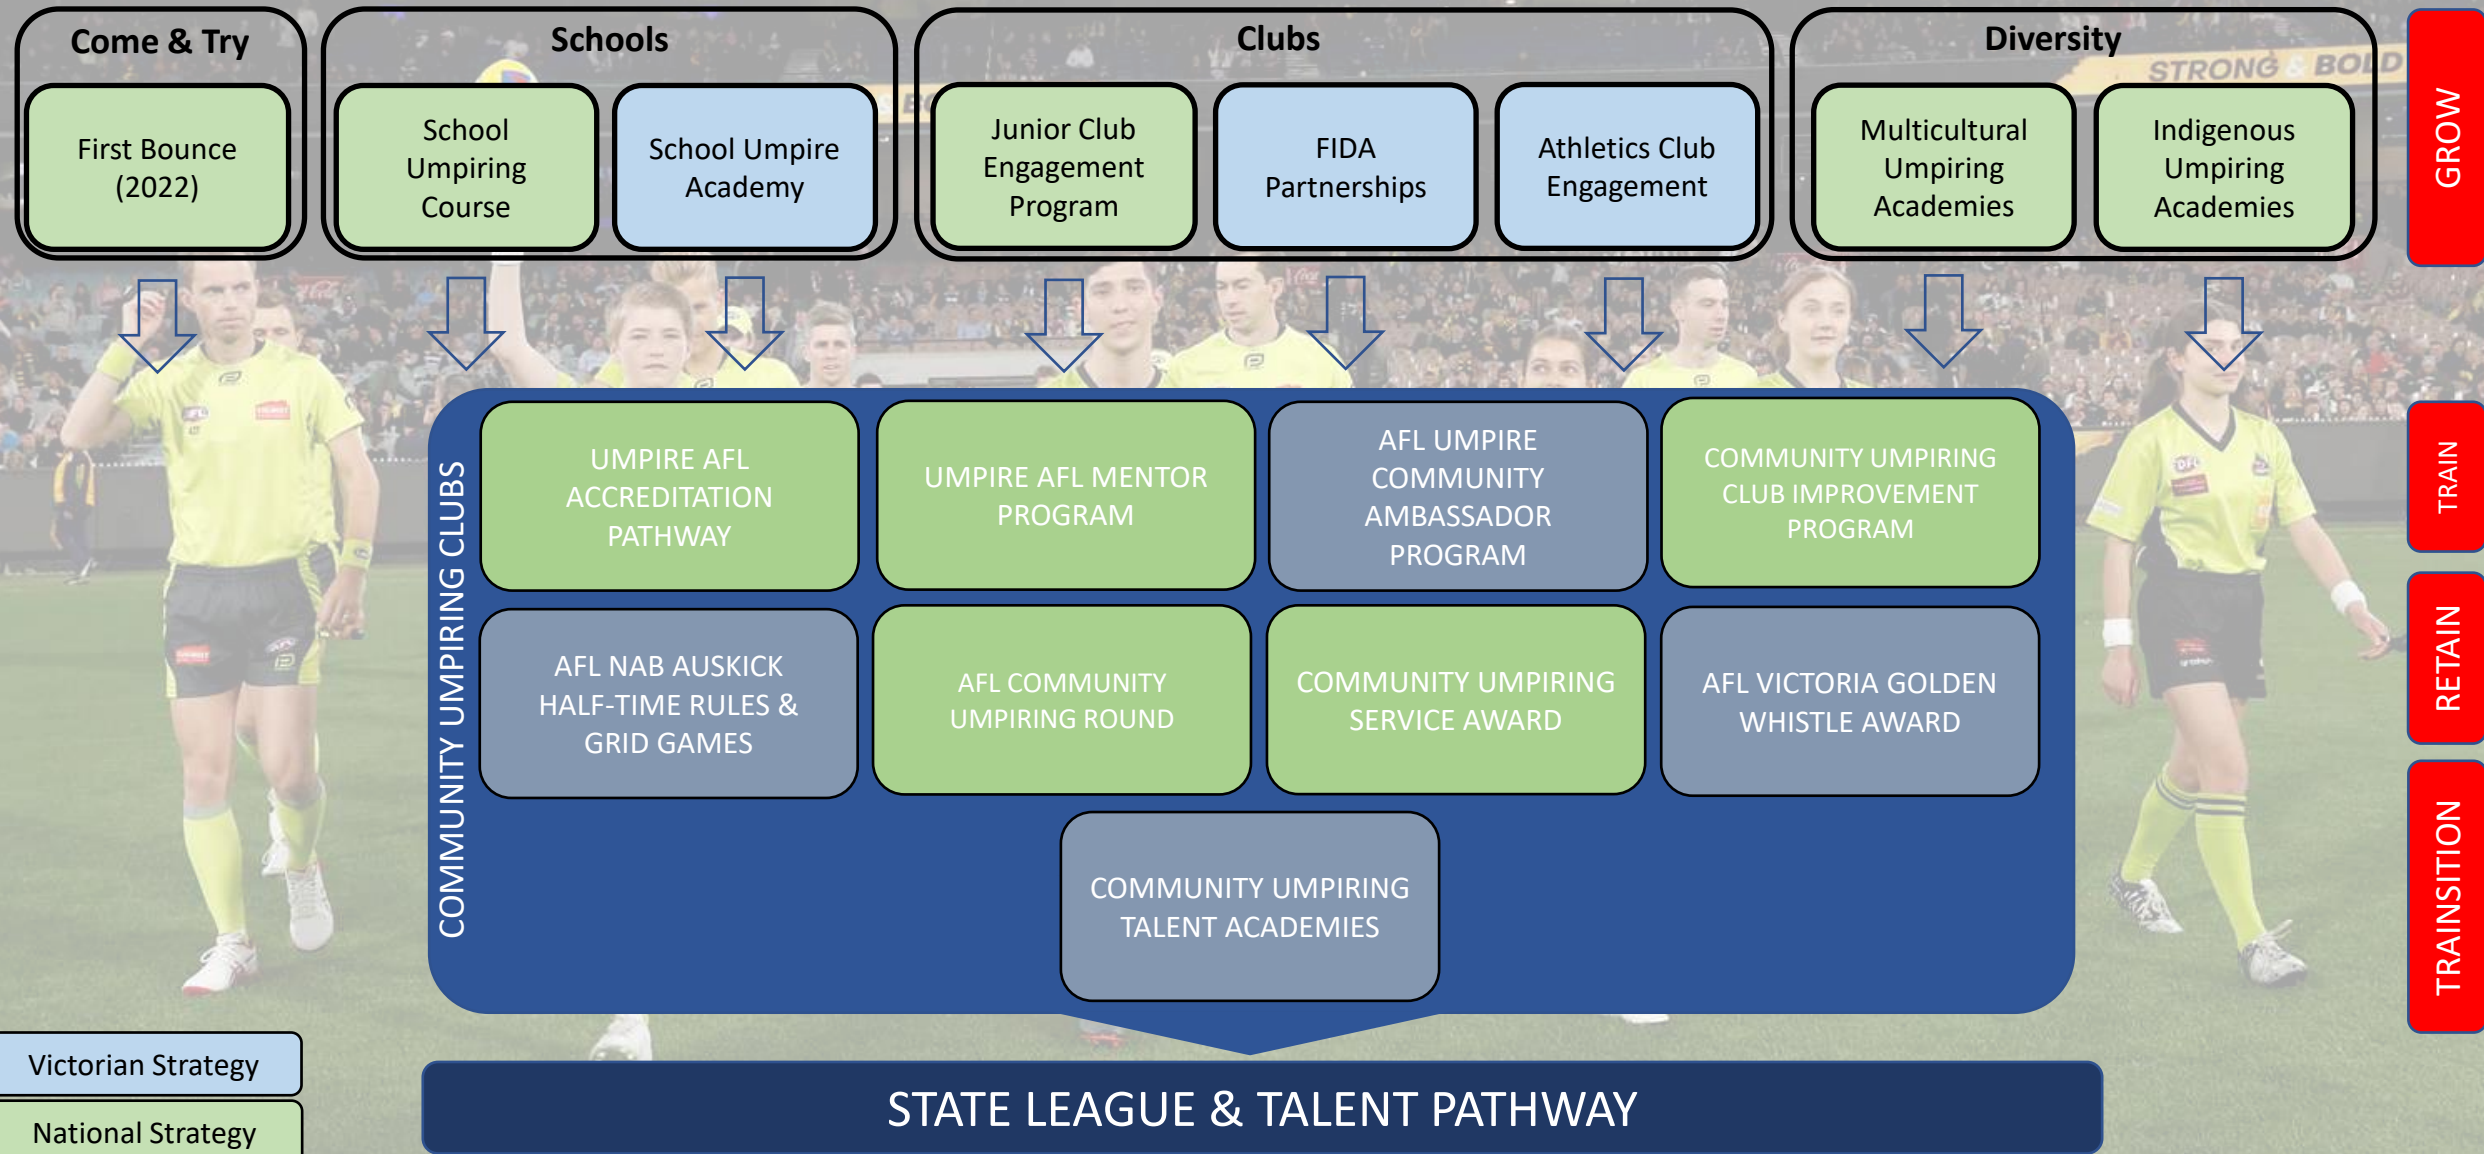 Come & Try
Schools
Clubs
Diversity
STRONG & BOLD
First Bounce
(2022)
School
Umpiring
Course
School Umpire
Academy
Junior Club
Engagement
Program
FIDA
Partnerships
Athletics Club
Engagement
Multicultural
Umpiring
Academies
Indigenous
Umpiring
Academies
GROW
COMMUNITY UMPIRING CLUBS
UMPIRE AFL
ACCREDITATION
PATHWAY
UMPIRE AFL MENTOR
PROGRAM
AFL UMPIRE
COMMUNITY
AMBASSADOR
PROGRAM
COMMUNITY UMPIRING
CLUB IMPROVEMENT
PROGRAM
TRAIN
AFL NAB AUSKICK
HALF-TIME RULES &
GRID GAMES
AFL COMMUNITY
UMPIRING ROUND
COMMUNITY UMPIRING
SERVICE AWARD
AFL VICTORIA GOLDEN
WHISTLE AWARD
RETAIN
COMMUNITY UMPIRING
TALENT ACADEMIES
TRAINSITION
Victorian Strategy
National Strategy
STATE LEAGUE & TALENT PATHWAY